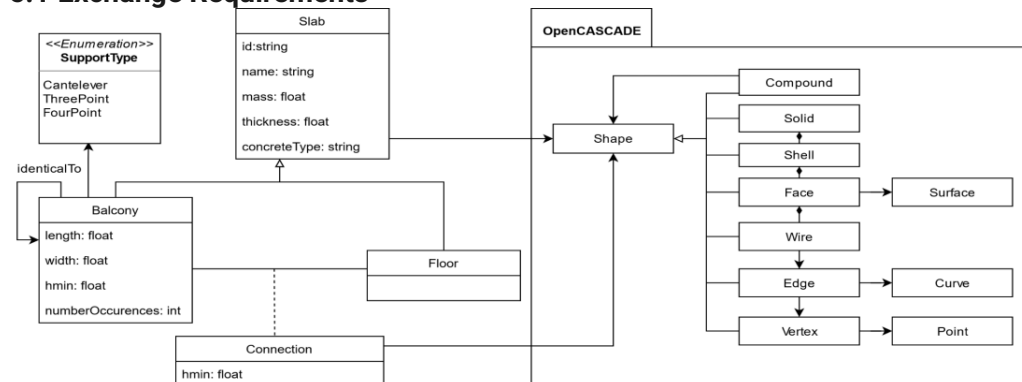 Slab
id:string
name: string
mass: float
thickness: float
concreteType: string
<<Enumeration>>
SupportType
Cantelever
ThreePoint
FourPoint
identicalTo
Balcony
length: float
width: float
hmin: float
numberOccurences: int
Floor
Connection
hmin: float
OpenCASCADE
Shape
Compound
Solid
Shell
Face
Surface
Wire
Edge
Curve
Vertex
Point